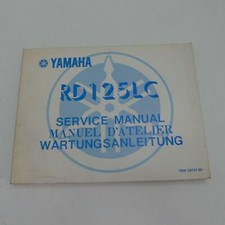 YAMAHA
RD125LC
SERVICE MANUAL
MANUEL D'ATELIER
WARTUNGSANLEITUNG